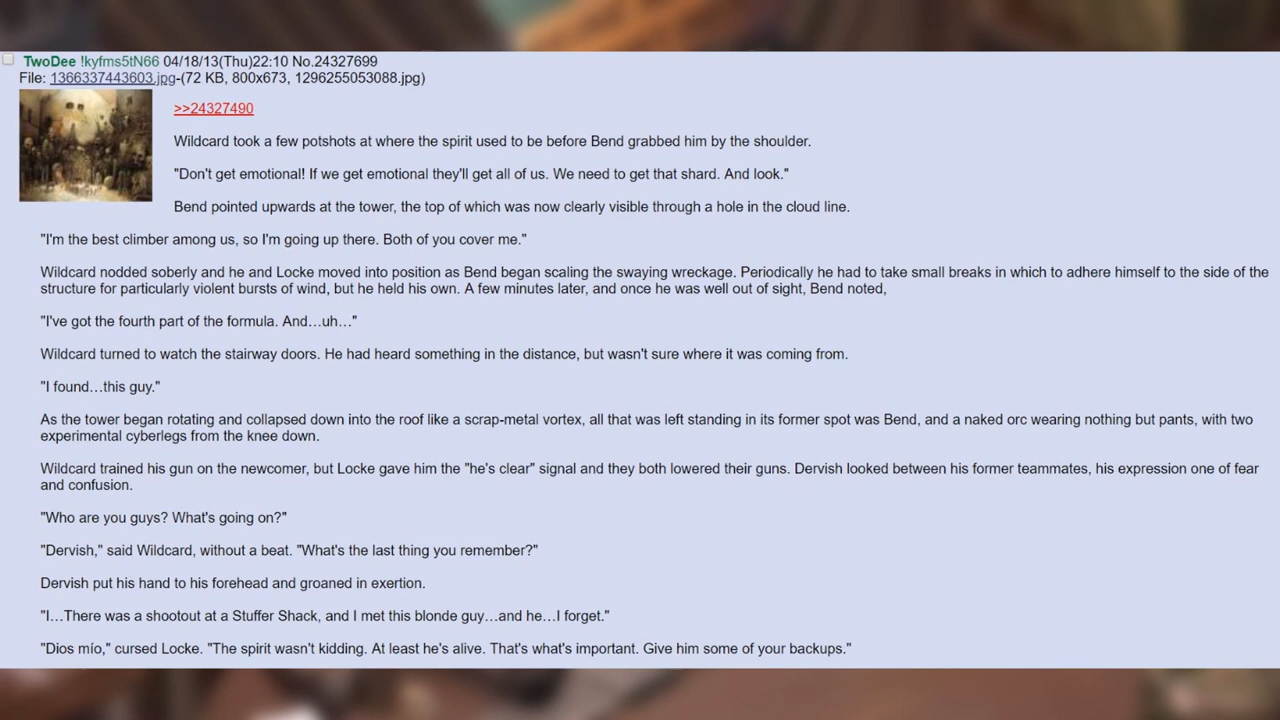 TwoDee !kyfms5tN66 04/18/13(Thu)22:10 No.24327699
File: 1366337443603.jpg-(72 KB, 800x673, 1296255053088.jpg)
>>24327490
Wildcard took a few potshots at where the spirit used to be before Bend grabbed him by the shoulder.
"Don't get emotional! If we get emotional they'll get all of us. We need to get that shard. And look."
Bend pointed upwards at the tower, the top of which was now clearly visible through a hole in the cloud line.
"I'm the best climber among us, so I'm going up there. Both of you cover me."
Wildcard nodded soberly and he and Locke moved into position as Bend began scaling the swaying wreckage. Periodically he had to take small breaks in which to adhere himself to the side of the
structure for particularly violent bursts of wind, but he held his own. A few minutes later, and once he was well out of sight, Bend noted,
"I've got the fourth part of the formula. And…uh…"
Wildcard turned to watch the stairway doors. He had heard something in the distance, but wasn't sure where it was coming from.
"I found…this guy."
As the tower began rotating and collapsed down into the roof like a scrap-metal vortex, all that was left standing in its former spot was Bend, and a naked orc wearing nothing but pants, with two
experimental cyberlegs from the knee down.
Wildcard trained his gun on the newcomer, but Locke gave him the "he's clear" signal and they both lowered their guns. Dervish looked between his former teammates, his expression one of fear
and confusion.
"Who are you guys? What's going on?"
"Dervish," said Wildcard, without a beat. "What's the last thing you remember?"
Dervish put his hand to his forehead and groaned in exertion.
"I…There was a shootout at a Stuffer Shack, and I met this blonde guy…and he…I forget."
"Dios mío," cursed Locke. "The spirit wasn't kidding. At least he's alive. That's what's important. Give him some of your backups."